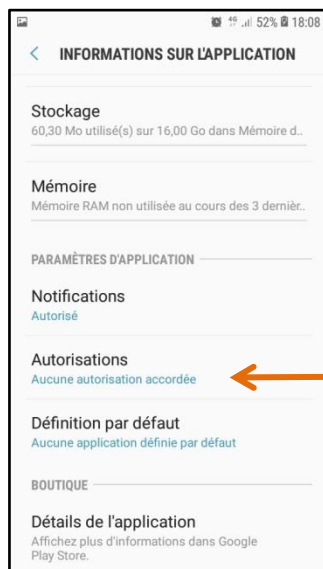 4G 52% 18:08
INFORMATIONS SUR L'APPLICATION
Stockage
60,30 Mo utilisé(s) sur 16,00 Go dans Mémoire d..
Mémoire
Mémoire RAM non utilisée au cours des 3 dernièr..
PARAMÈTRES D'APPLICATION
Notifications
Autorisé
Autorisations
Aucune autorisation accordée
Définition par défaut
Aucune application définie par défaut
BOUTIQUE
Détails de l'application
Affichez plus d'informations dans Google
Play Store.